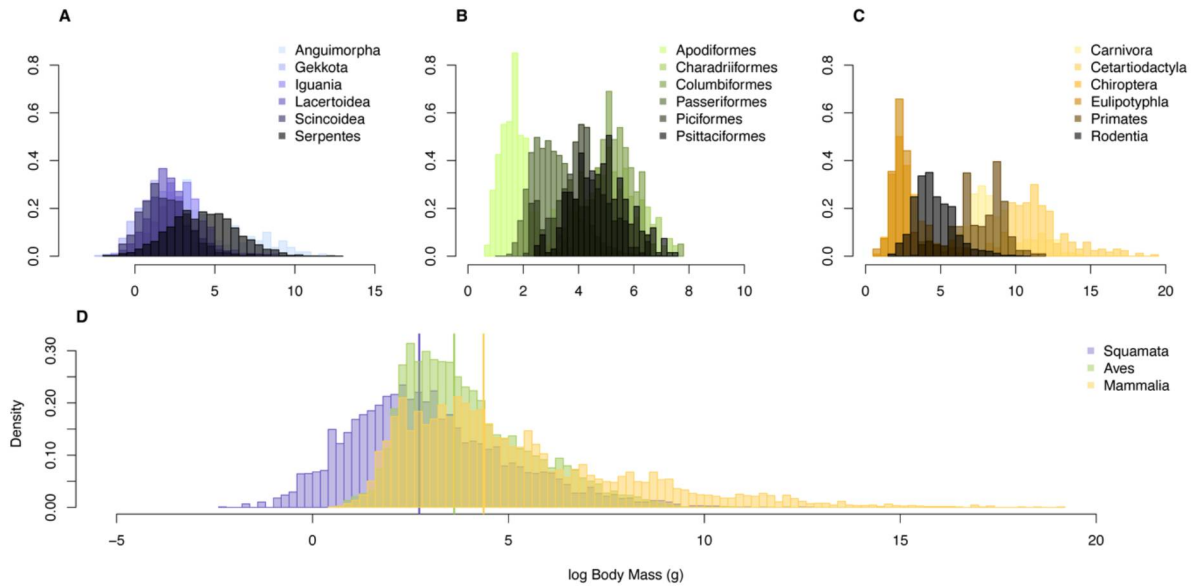 A
Anguimorpha
Gekkota
Iguania
Lacertoidea
Scincoidea
Serpentes
0.0 0.2 0.4 0.6 0.8
0 5 10 15
B
Apodiformes
Charadriiformes
Columbiformes
Passeriformes
Piciformes
Psittaciformes
0.0 0.2 0.4 0.6 0.8
0 2 4 6 8 10
C
Carnivora
Cetartiodactyla
Chiroptera
Eulipotyphla
Primates
Rodentia
0.0 0.2 0.4 0.6 0.8
0 5 10 15 20
D
Squamata
Aves
Mammalia
Density
0.00 0.10 0.20 0.30
-5 0 5 10 15 20
log Body Mass (g)